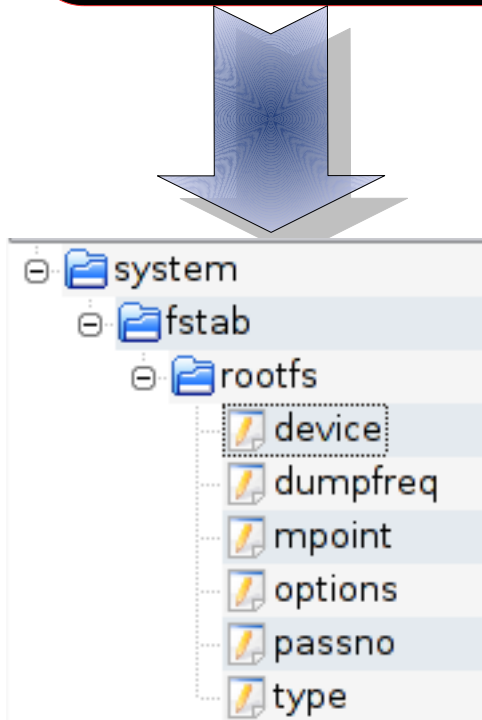 system
fstab
rootfs
device
dumpfreq
mpoint
options
passno
type